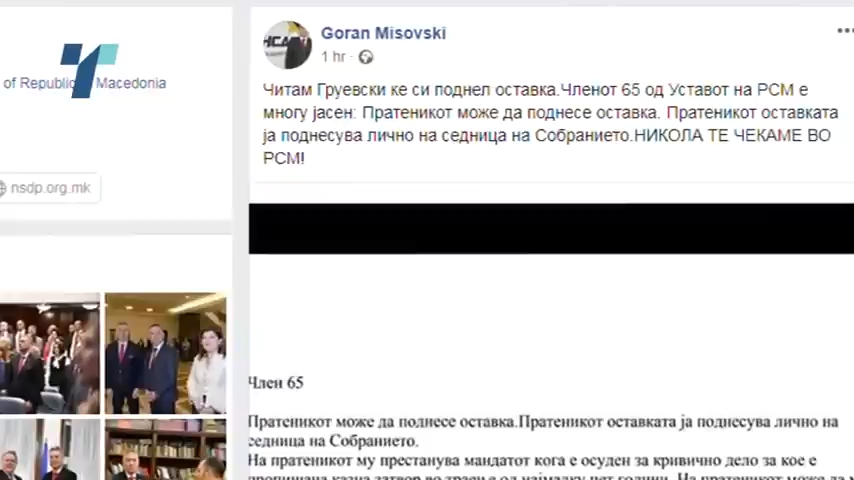 Goran Misovski
1 hr
of Republic Macedonia
Читам Груевски ке си поднел оставка.Членот 65 од Уставот на РСМ е
многу јасен: Пратеникот може да поднесе оставка. Пратеникот оставката
ја поднесува лично на седница на Собранието.НИКОЛА ТЕ ЧЕКАМЕ ВО
РСМ!
nsdp.org.mk
Член 65
Пратеникот може да поднесе оставка.Пратеникот оставката ја поднесува лично на
седница на Собранието.
На пратеникот му престанува мандатот кога е осуден за кривично дело за кое е
пропишана казна затвор во траење од најмалку пет години. На пратеникот може да